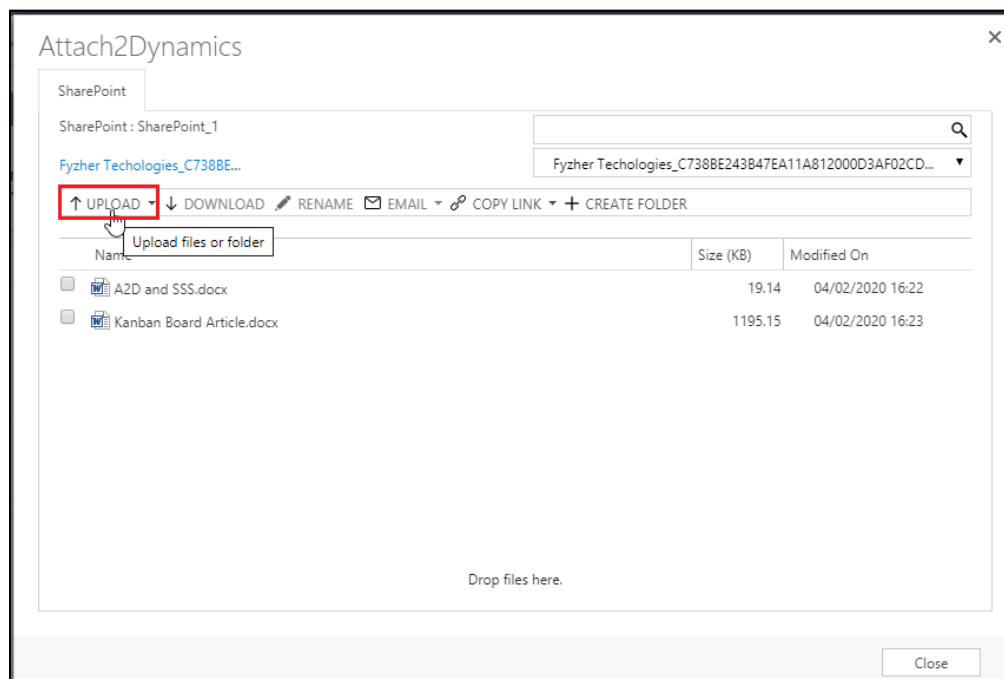 Attach2Dynamics
SharePoint
SharePoint : SharePoint_1
Fyzher Techologies_C738BE...
Fyzher Techologies_C738BE243B47EA11A812000D3AF02CD...
UPLOAD DOWNLOAD RENAME EMAIL COPY LINK CREATE FOLDER
Upload files or folder
Name Size (KB) Modified On
A2D and SSS.docx 19.14 04/02/2020 16:22
Kanban Board Article.docx 1195.15 04/02/2020 16:23
Drop files here.
Close